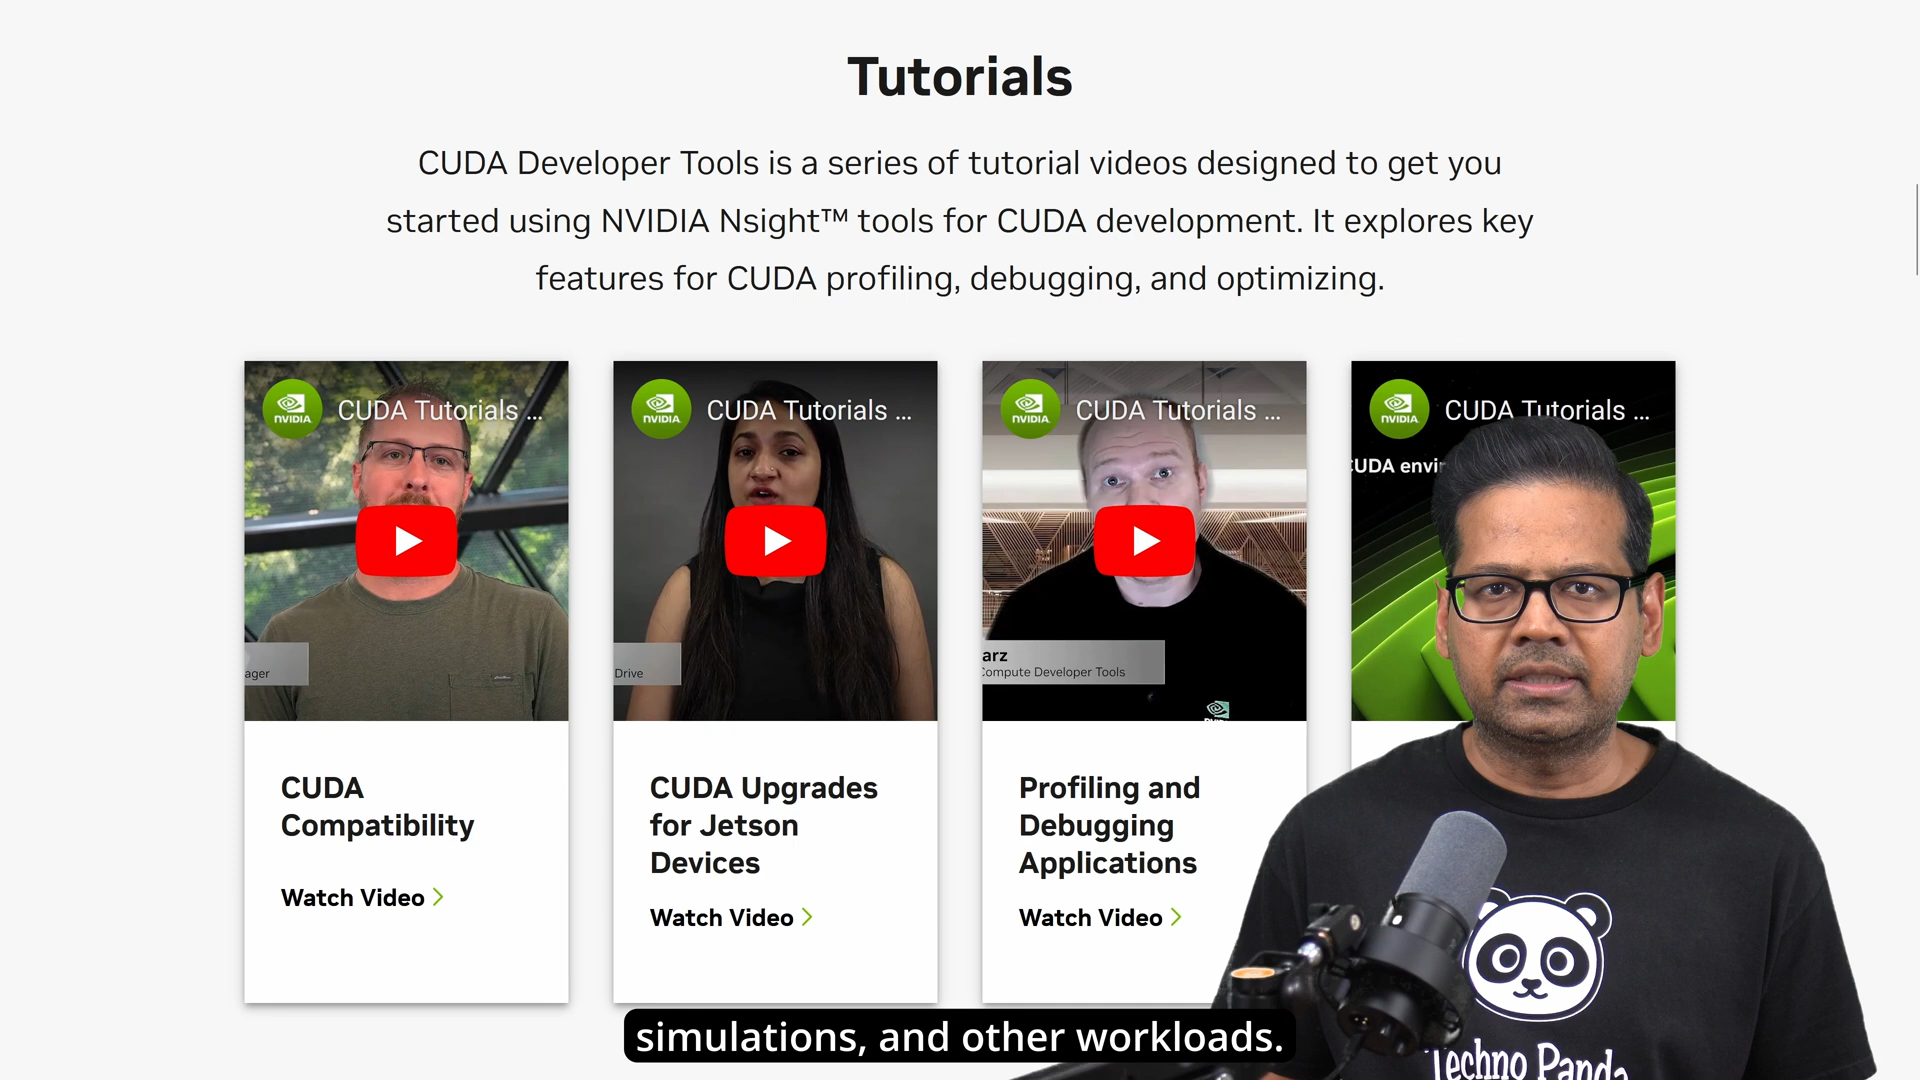 Tutorials
CUDA Developer Tools is a series of tutorial videos designed to get you
started using NVIDIA Nsight™ tools for CUDA development. It explores key
features for CUDA profiling, debugging, and optimizing.
NVIDIA
CUDA Tutorials ...
ager
CUDA
Compatibility
Watch Video
NVIDIA
CUDA Tutorials ...
Drive
CUDA Upgrades
for Jetson
Devices
Watch Video
NVIDIA
CUDA Tutorials ...
arz
Compute Developer Tools
Profiling and
Debugging
Applications
Watch Video
NVIDIA
CUDA Tutorials ...
CUDA
Techno Panda
simulations, and other workloads.